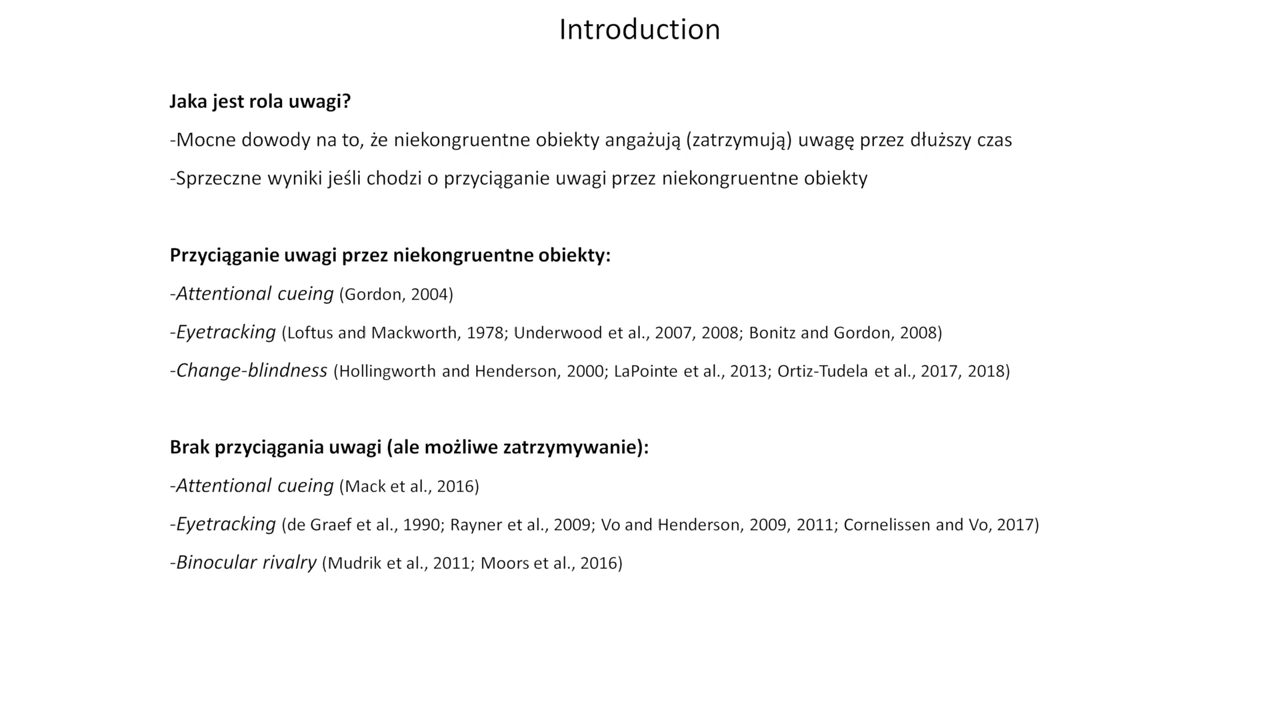 Introduction
Jaka jest rola uwagi?
-Mocne dowody na to, że niekongruentne obiekty angażują (zatrzymują) uwagę przez dłuższy czas
-Sprzeczne wyniki jeśli chodzi o przyciąganie uwagi przez niekongruentne obiekty
Przyciąganie uwagi przez niekongruentne obiekty:
-Attentional cueing (Gordon, 2004)
-Eyetracking (Loftus and Mackworth, 1978; Underwood et al., 2007, 2008; Bonitz and Gordon, 2008)
-Change-blindness (Hollingworth and Henderson, 2000; LaPointe et al., 2013; Ortiz-Tudela et al., 2017, 2018)
Brak przyciągania uwagi (ale możliwe zatrzymywanie):
-Attentional cueing (Mack et al., 2016)
-Eyetracking (de Graef et al., 1990; Rayner et al., 2009; Vo and Henderson, 2009, 2011; Cornelissen and Vo, 2017)
-Binocular rivalry (Mudrik et al., 2011; Moors et al., 2016)